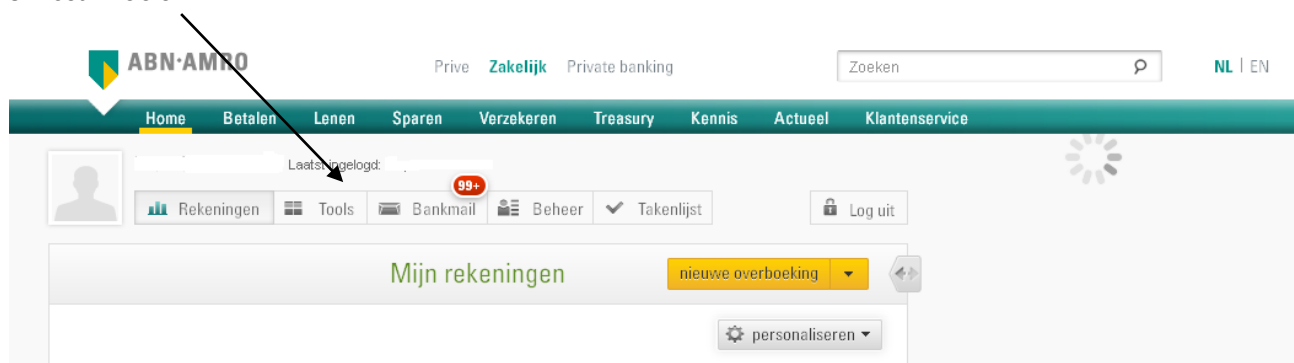 ABN·AMRO
Prive Zakelijk Private banking
Zoeken
NL | EN
Home Betalen Lenen Sparen Verzekeren Treasury Kennis Actueel Klantenservice
Laatst ingelogd:
99+
Rekeningen Tools Bankmail Beheer Takenlijst Log uit
Mijn rekeningen
nieuwe overboeking
personaliseren